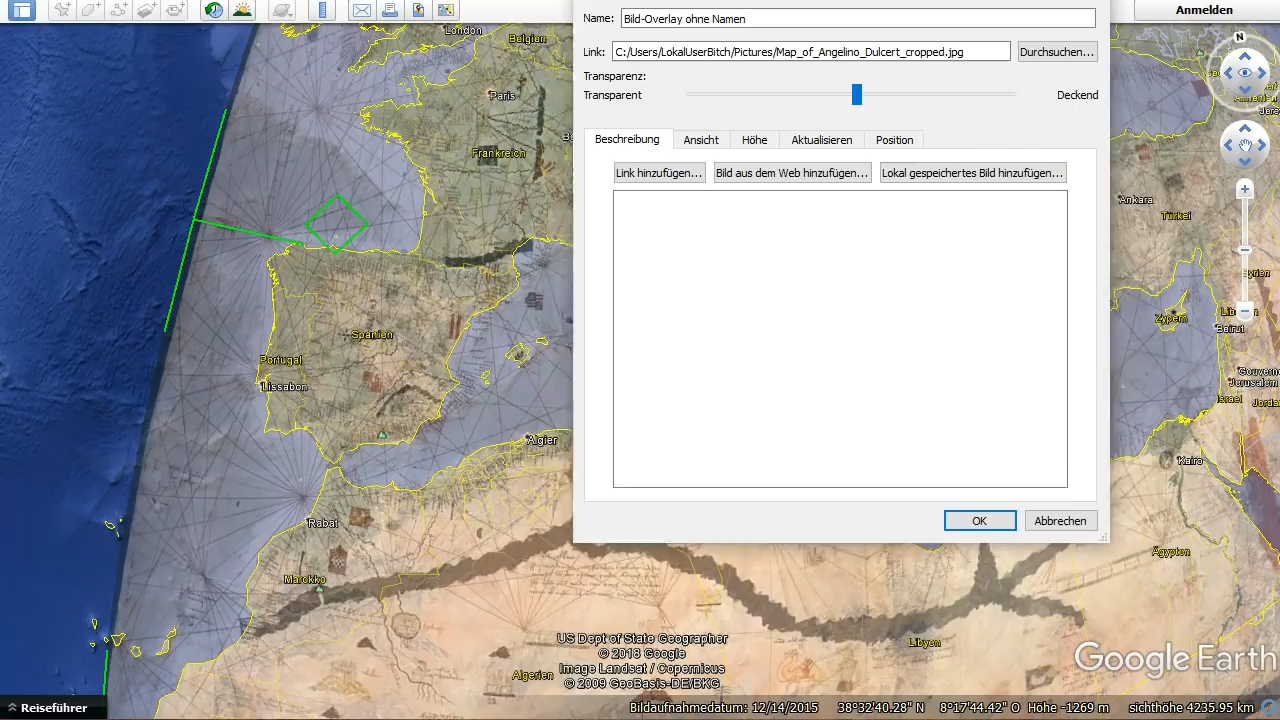 Name: Bild-Overlay ohne Namen
Anmelden
Link: C:/Users/LokalUserBitch/Pictures/Map_of_Angelino_Dulcert_cropped.jpg Durchsuchen...
Transparenz:
Transparent Deckend
Beschreibung Ansicht Höhe Aktualisieren Position
Link hinzufügen... Bild aus dem Web hinzufügen... Lokal gespeichertes Bild hinzufügen...
OK Abbrechen
London
Belgien
Paris
Frankreich
Spanien
Portugal
Lissabon
Algier
Rabat
Marokko
Algerien
N
Ankara
Türkei
Zypern
Beirut
Jerusalem
Israel
Kairo
Ägypten
Libyen
US Dept of State Geographer
© 2018 Google
Image Landsat / Copernicus
© 2009 GeoBasis-DE/BKG
Google Earth
Reiseführer
Bildaufnahmedatum: 12/14/2015 38°32'40.28" N 8°17'44.42" O Höhe -1269 m sichthöhe 4235.95 km